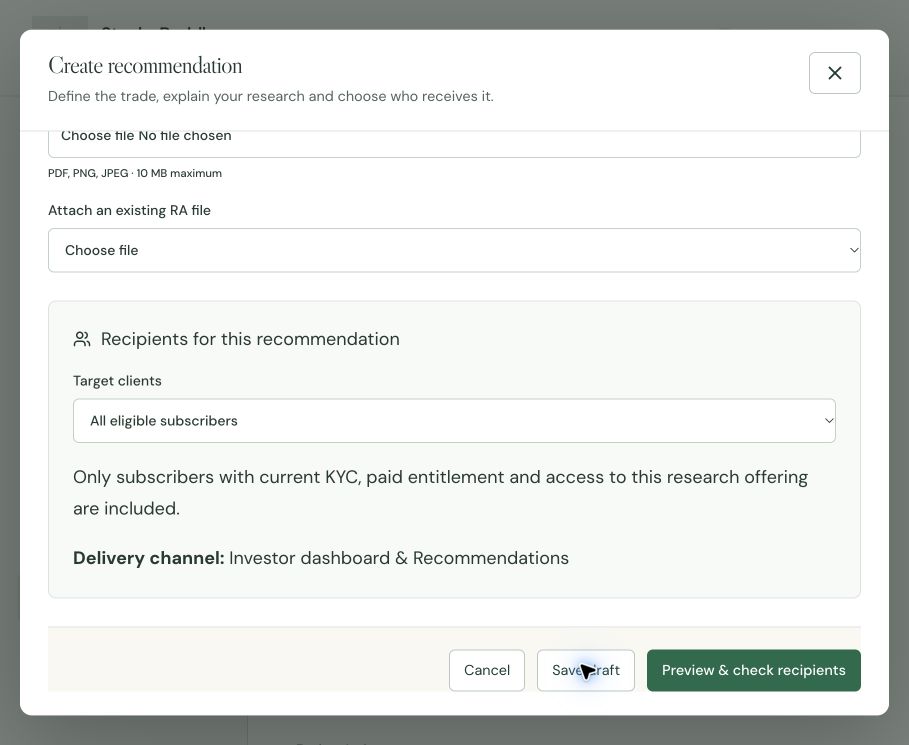 Create recommendation
Define the trade, explain your research and choose who receives it.
Choose file No file chosen
PDF, PNG, JPEG · 10 MB maximum
Attach an existing RA file
Choose file
Recipients for this recommendation
Target clients
All eligible subscribers
Only subscribers with current KYC, paid entitlement and access to this research offering
are included.
Delivery channel: Investor dashboard & Recommendations
Cancel
Save draft
Preview & check recipients